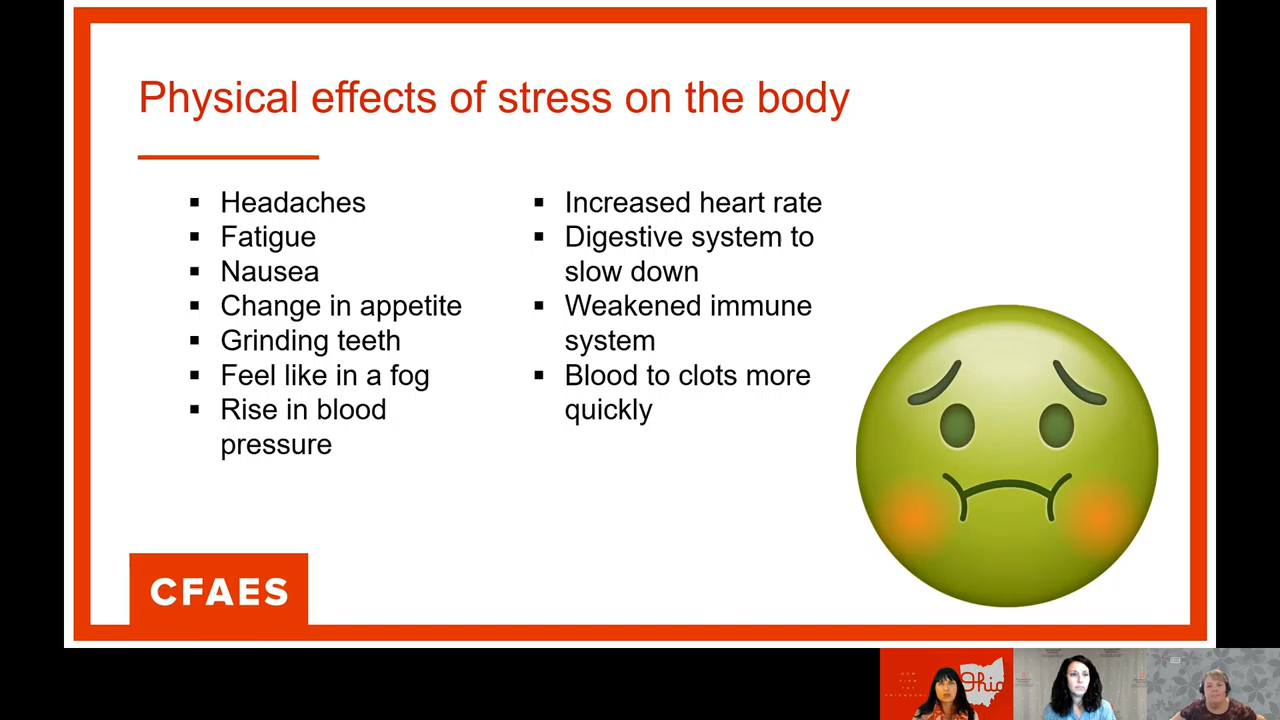 Physical effects of stress on the body
▪ Headaches
▪ Fatigue
▪ Nausea
▪ Change in appetite
▪ Grinding teeth
▪ Feel like in a fog
▪ Rise in blood
pressure
▪ Increased heart rate
▪ Digestive system to
slow down
▪ Weakened immune
system
▪ Blood to clots more
quickly
CFAES
Ohio